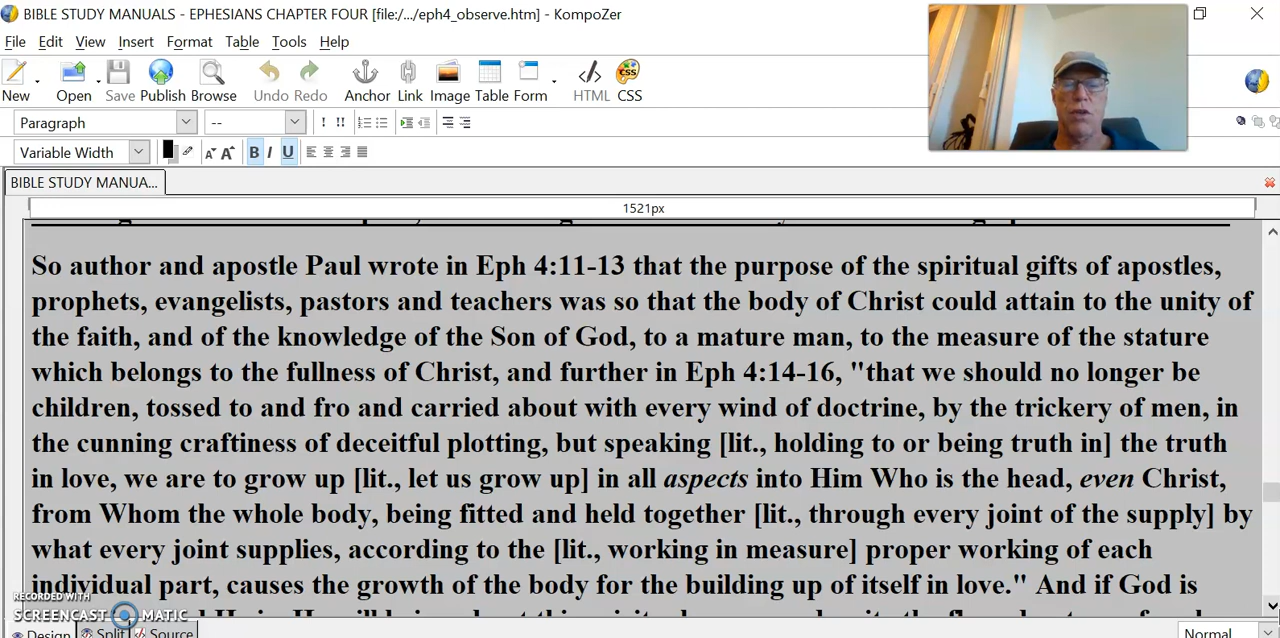 BIBLE STUDY MANUALS - EPHESIANS CHAPTER FOUR [file:/.../eph4_observe.htm] - KompoZer
File Edit View Insert Format Table Tools Help
New Open Save Publish Browse Undo Redo Anchor Link Image Table Form HTML CSS
Paragraph -- ! !!
Variable Width B I U
BIBLE STUDY MANUA...
1521px
So author and apostle Paul wrote in Eph 4:11-13 that the purpose of the spiritual gifts of apostles,
prophets, evangelists, pastors and teachers was so that the body of Christ could attain to the unity of
the faith, and of the knowledge of the Son of God, to a mature man, to the measure of the stature
which belongs to the fullness of Christ, and further in Eph 4:14-16, "that we should no longer be
children, tossed to and fro and carried about with every wind of doctrine, by the trickery of men, in
the cunning craftiness of deceitful plotting, but speaking [lit., holding to or being truth in] the truth
in love, we are to grow up [lit., let us grow up] in all aspects into Him Who is the head, even Christ,
from Whom the whole body, being fitted and held together [lit., through every joint of the supply] by
what every joint supplies, according to the [lit., working in measure] proper working of each
individual part, causes the growth of the body for the building up of itself in love." And if God is
RECORDED WITH
SCREENCAST MATIC
Design Split Source Normal